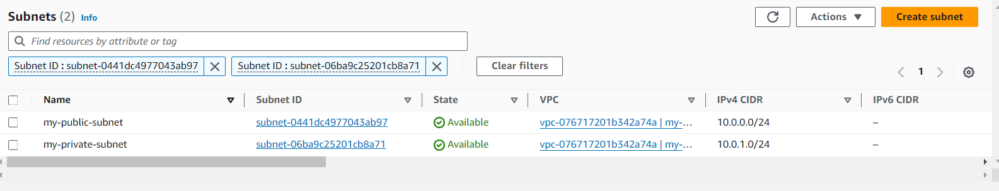 Subnets (2) Info
Actions
Create subnet
Find resources by attribute or tag
Subnet ID : subnet-0441dc4977043ab97
Subnet ID : subnet-06ba9c25201cb8a71
Clear filters
1
Name Subnet ID State VPC IPv4 CIDR IPv6 CIDR
my-public-subnet subnet-0441dc4977043ab97 Available vpc-076717201b342a74a | my-... 10.0.0.0/24 –
my-private-subnet subnet-06ba9c25201cb8a71 Available vpc-076717201b342a74a | my-... 10.0.1.0/24 –